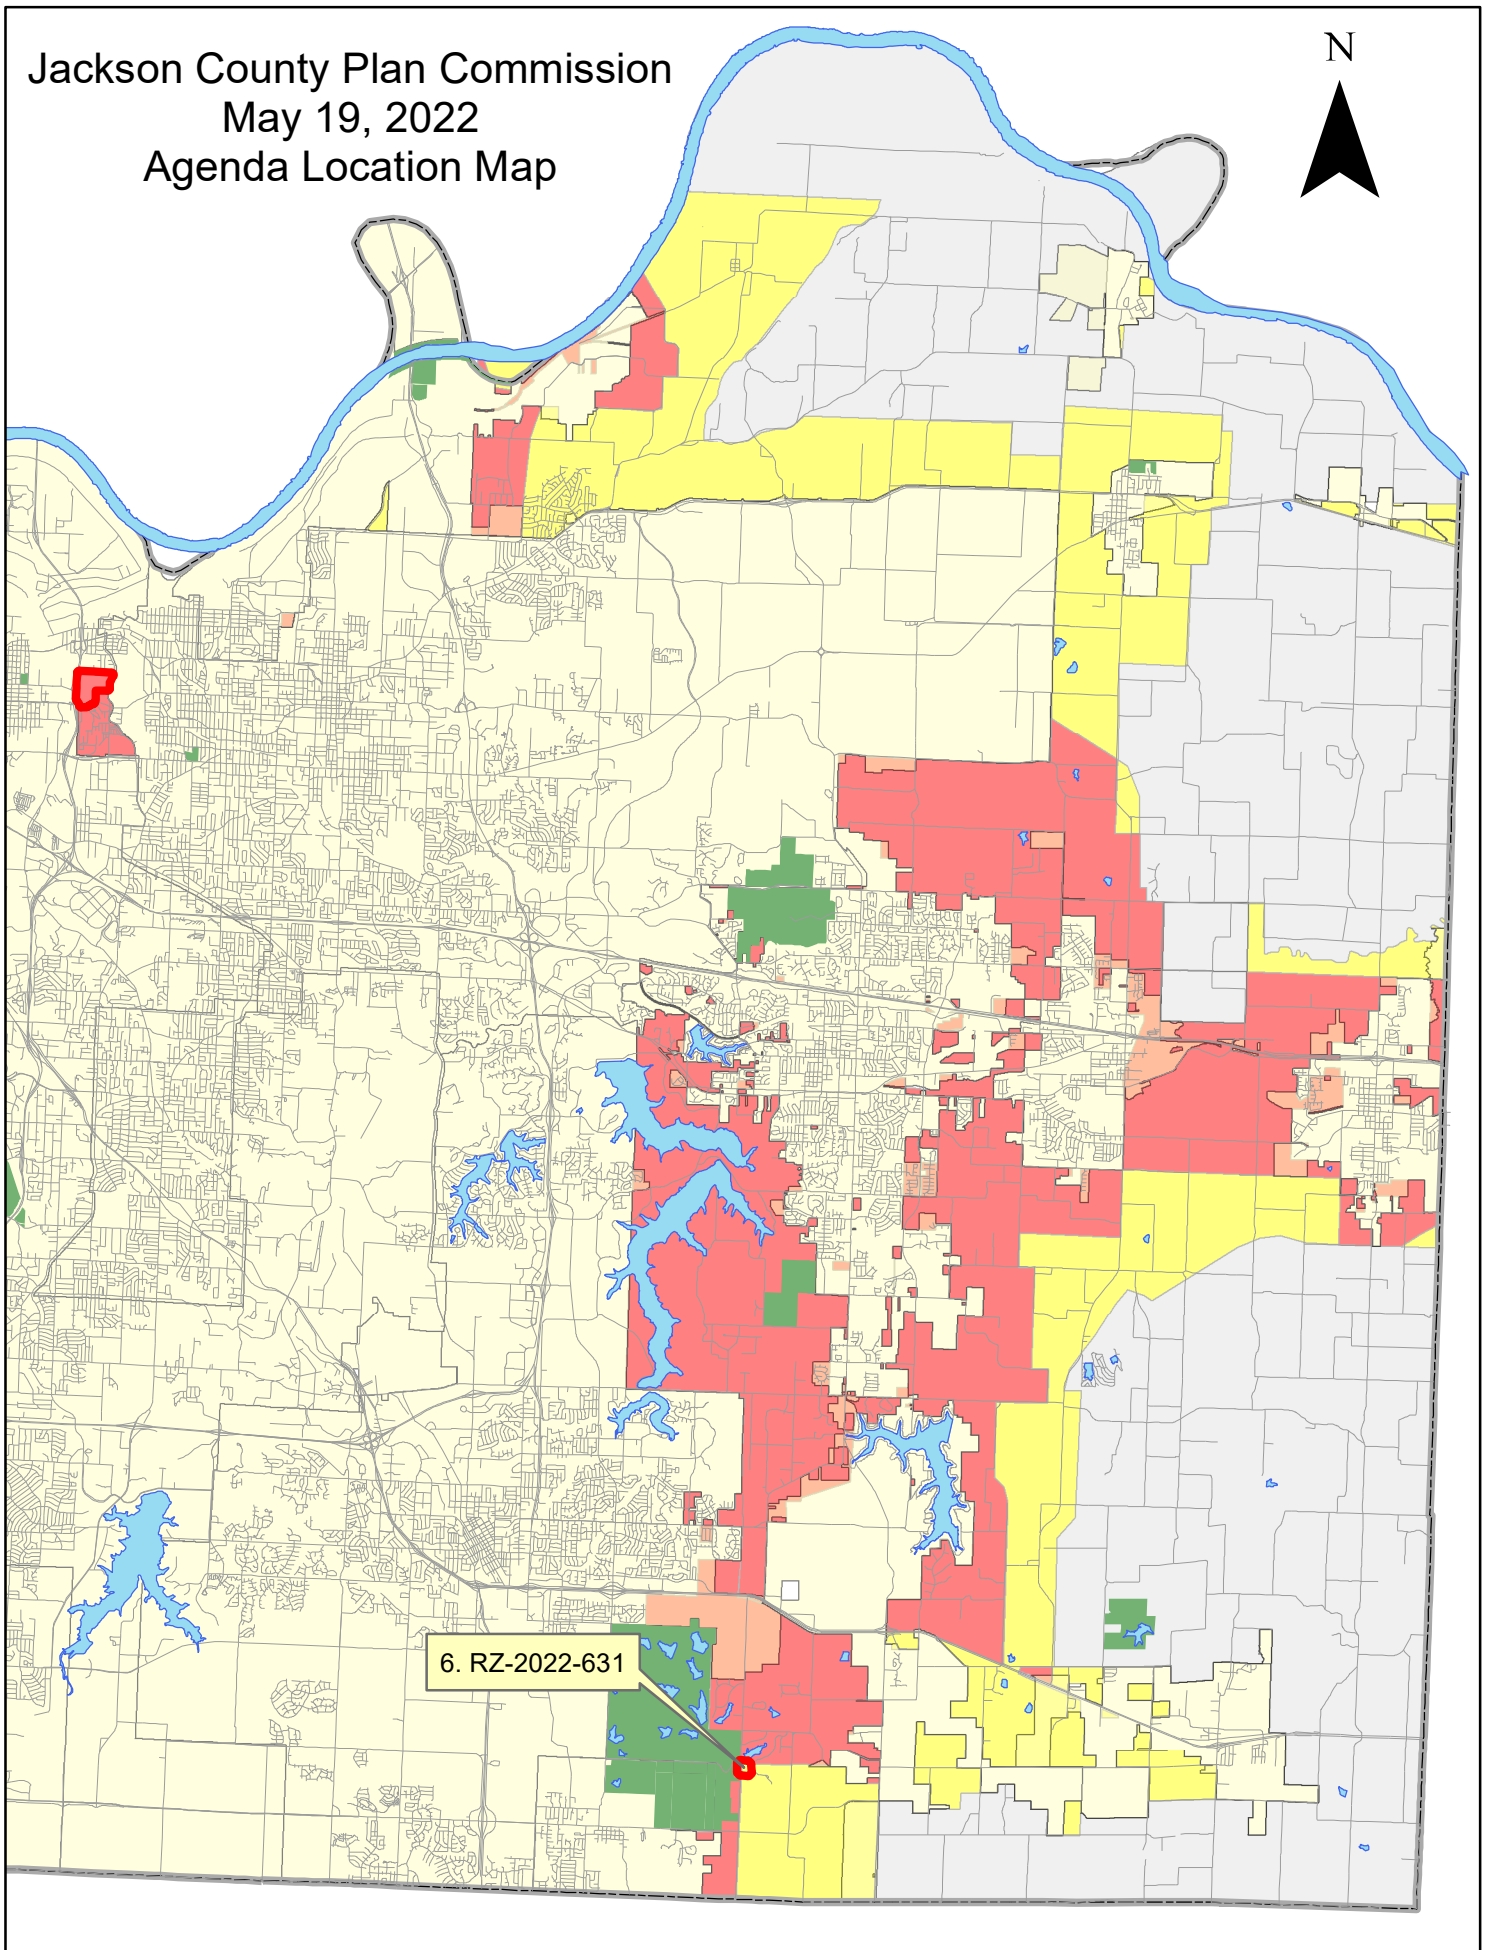 Jackson County Plan Commission
May 19, 2022
Agenda Location Map
N
6. RZ-2022-631